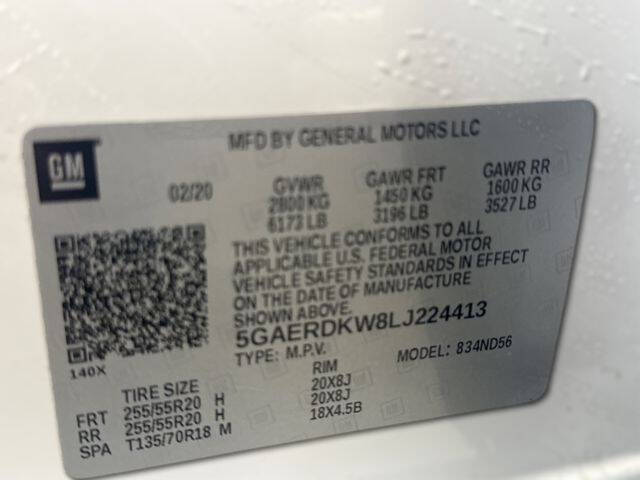 GM
MFD BY GENERAL MOTORS LLC
02/20 GVWR GAWR FRT GAWR RR
2800 KG 1450 KG 1600 KG
6173 LB 3196 LB 3527 LB
THIS VEHICLE CONFORMS TO ALL
APPLICABLE U.S. FEDERAL MOTOR
VEHICLE SAFETY STANDARDS IN EFFECT
ON THE DATE OF MANUFACTURE
SHOWN ABOVE.
5GAERDKW8LJ224413
140X
TYPE: M.P.V. MODEL: 834ND56
TIRE SIZE RIM
FRT 255/55R20 H 20X8J
RR 255/55R20 H 20X8J
SPA T135/70R18 M 18X4.5B